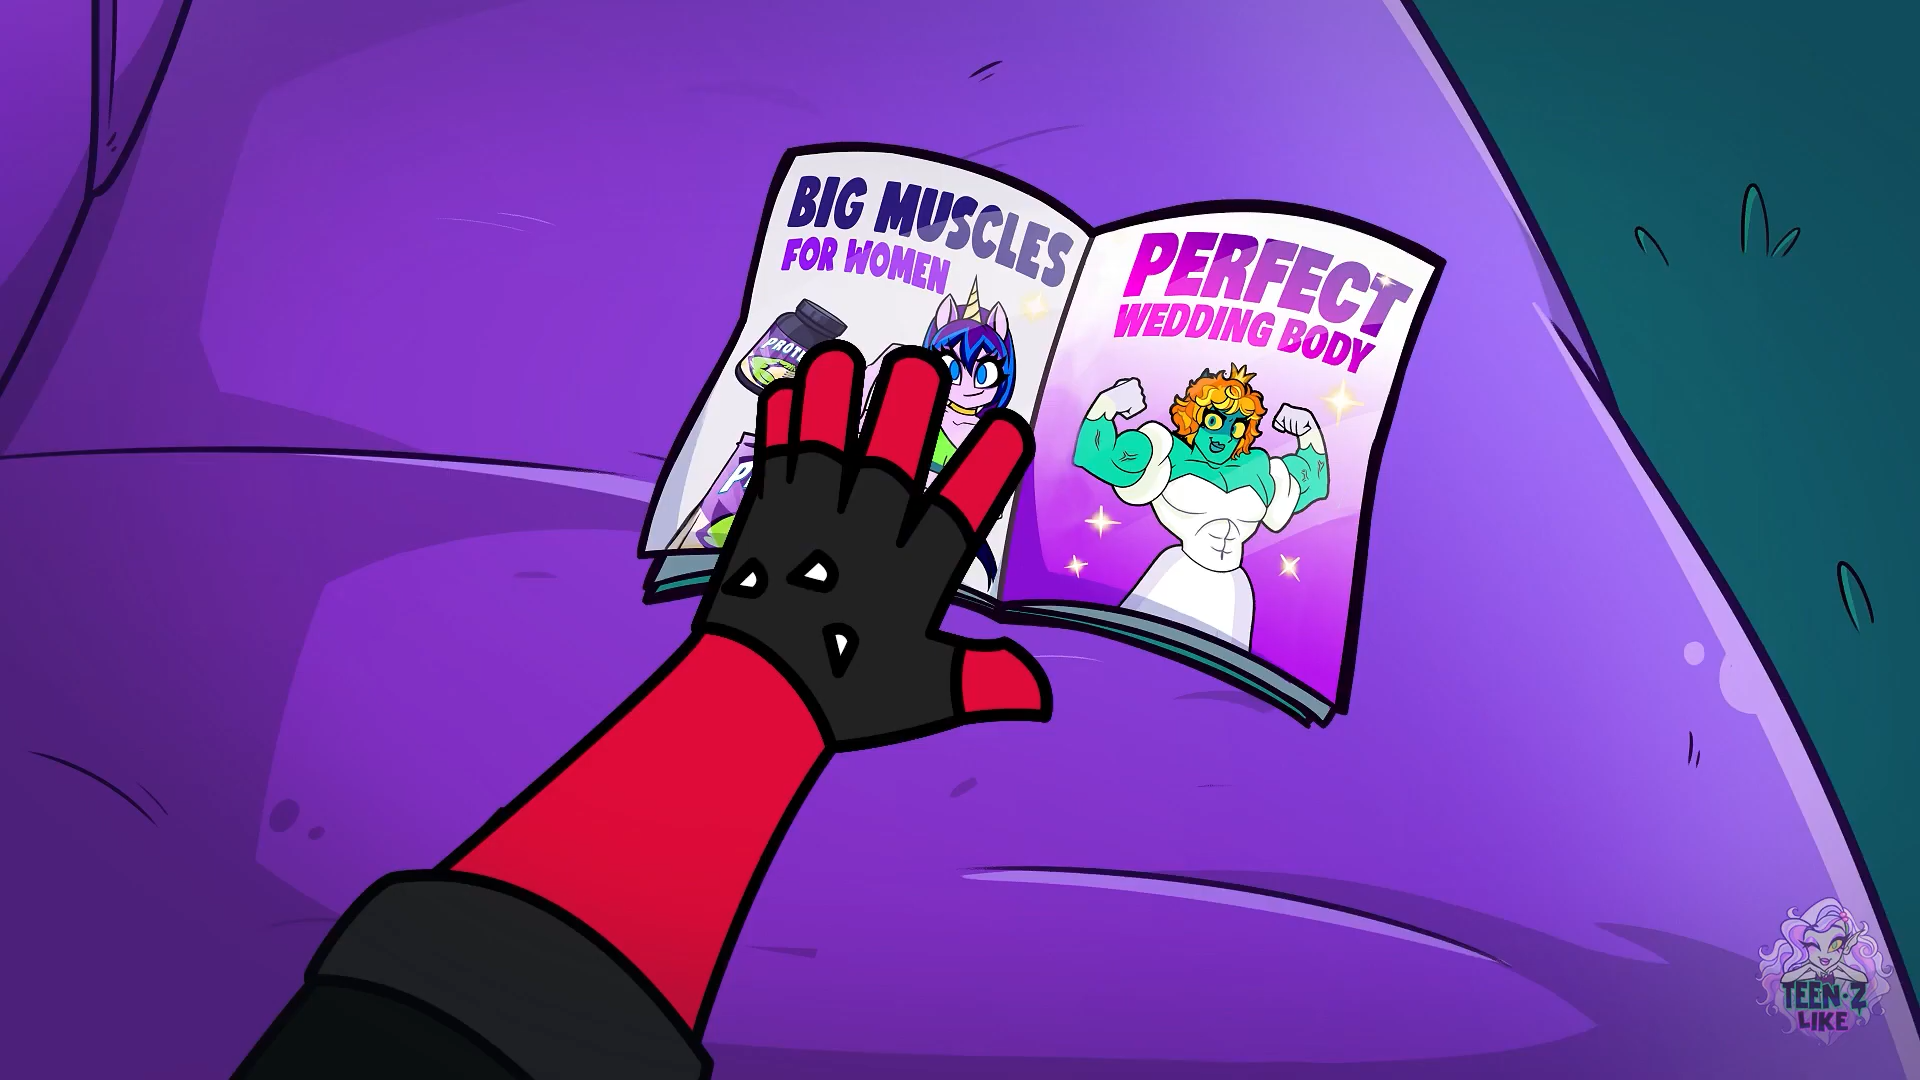 BIG MUSCLES
FOR WOMEN
PERFECT
WEDDING BODY
TEEN-Z
LIKE